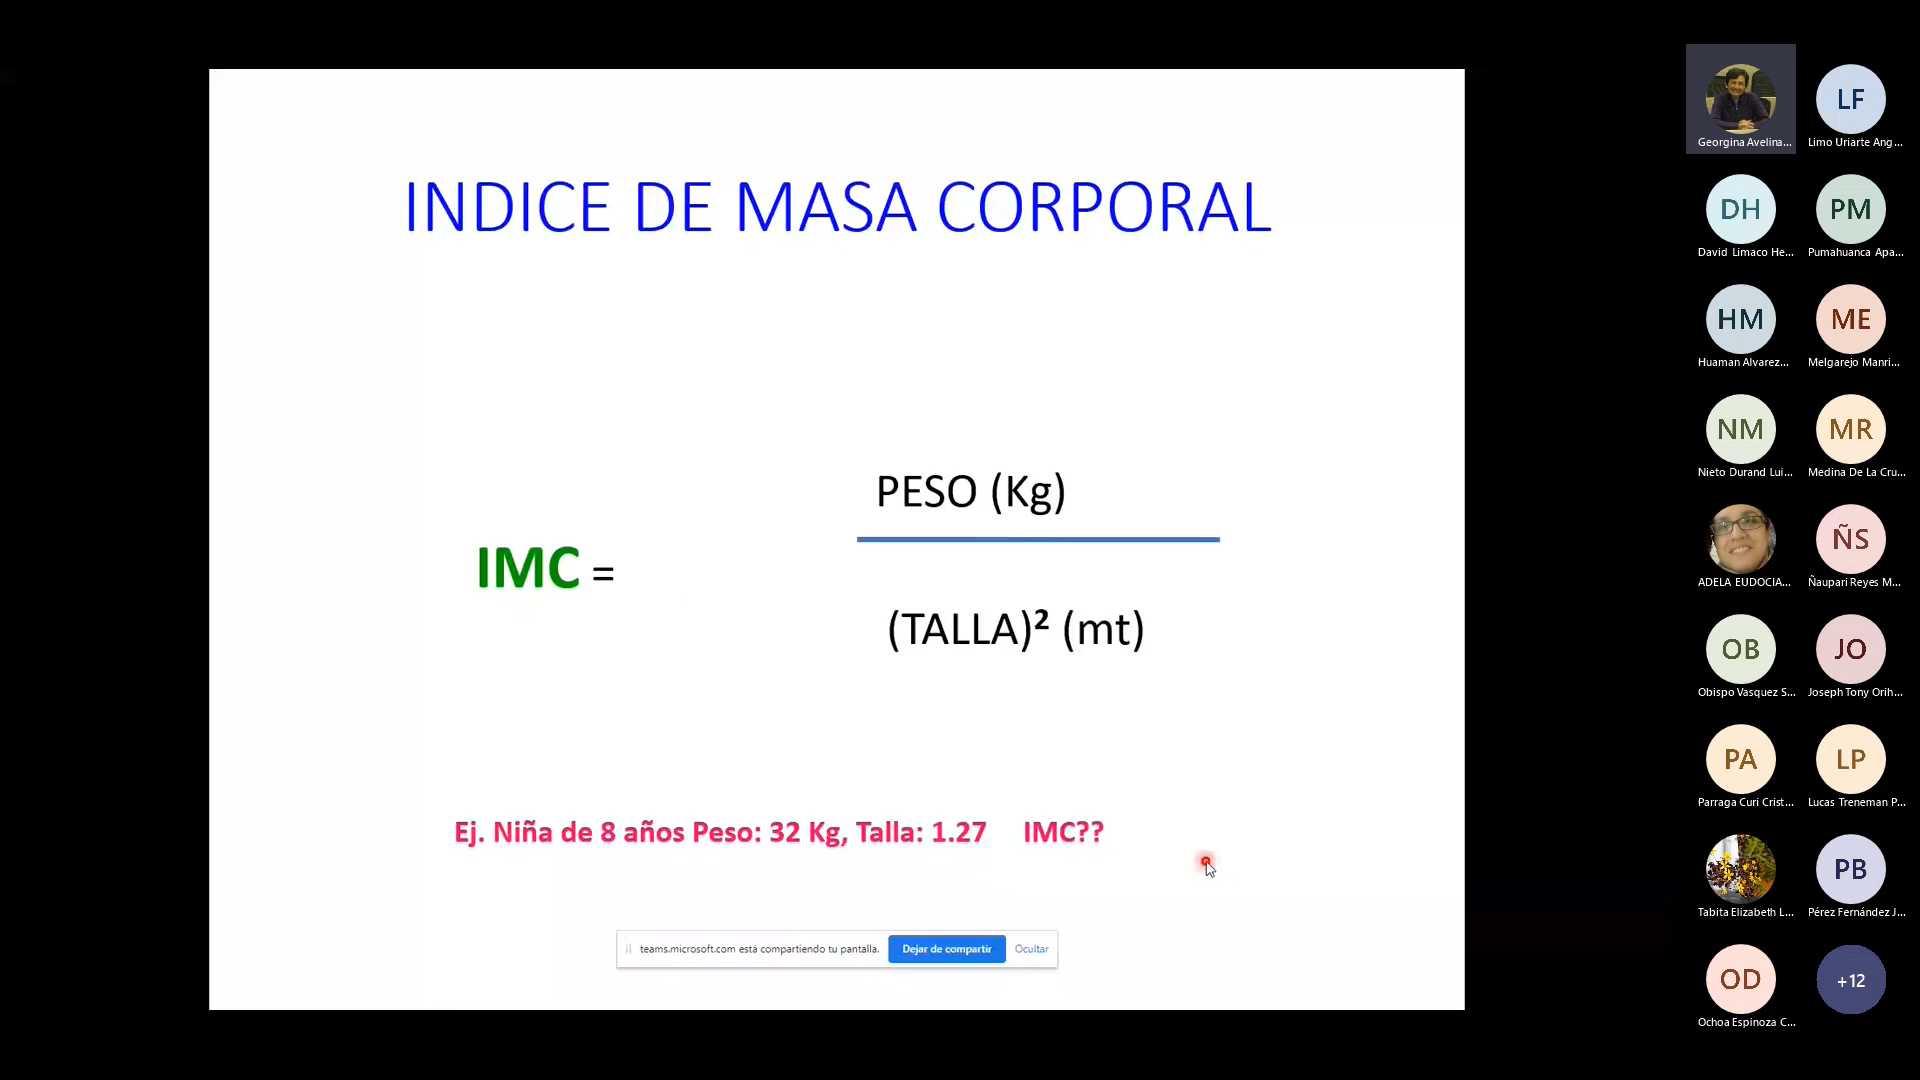 INDICE DE MASA CORPORAL
PESO (Kg)
IMC =
(TALLA)² (mt)
Ej. Niña de 8 años Peso: 32 Kg, Talla: 1.27 IMC??
teams.microsoft.com está compartiendo tu pantalla. Dejar de compartir Ocultar
LF
Georgina Avelina... Limo Uriarte Ang...
DH PM
David Limaco He... Pumahuanca Apa...
HM ME
Huaman Alvarez... Melgarejo Manri...
NM MR
Nieto Durand Lui... Medina De La Cru...
ÑS
ADELA EUDOCIA... Ñaupari Reyes M...
OB JO
Obispo Vasquez S... Joseph Tony Orih...
PA LP
Parraga Curi Crist... Lucas Treneman P...
PB
Tabita Elizabeth L... Pérez Fernández J...
OD +12
Ochoa Espinoza C...